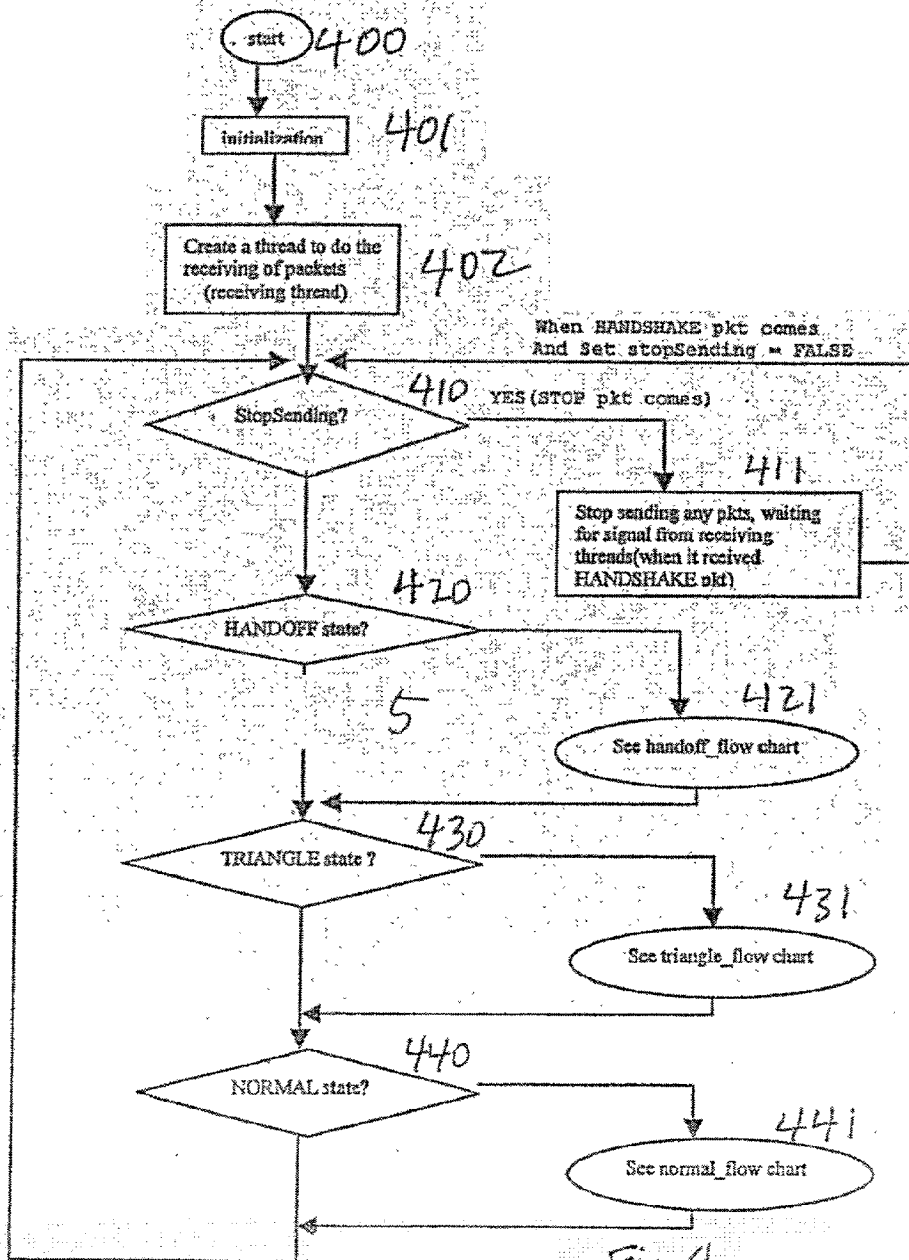 start 400
initialization 401
Create a thread to do the
receiving of packets
(receiving thread)
402
When HANDSHAKE pkt comes
And Set stopSending = FALSE
StopSending? 410
YES(STOP pkt comes)
411
Stop sending any pkts, waiting
for signal from receiving
threads(when it rceived
HANDSHAKE pkt)
HANDOFF state? 420
5
421
See handoff_flow chart
TRIANGLE state ? 430
431
See triangle_flow chart
NORMAL state? 440
441
See normal_flow chart